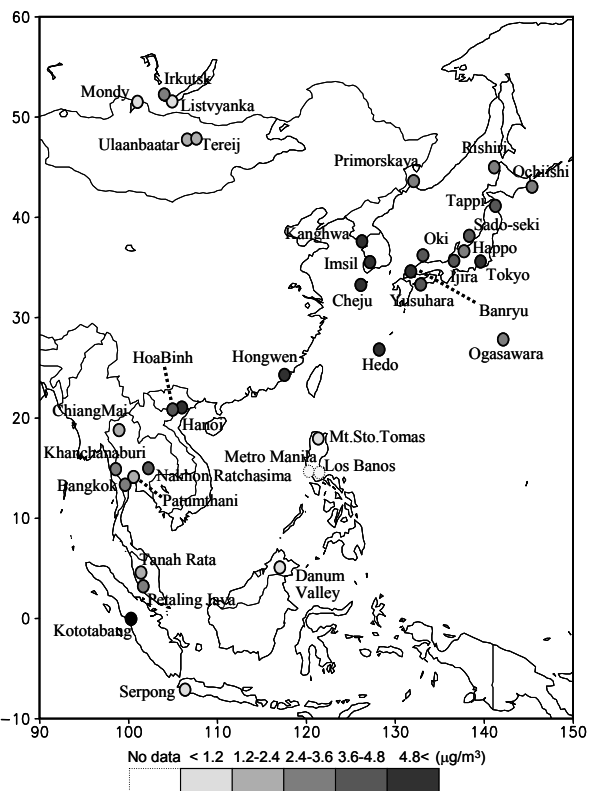 60
Mondy
Irkutsk
Listvyanka
50
Ulaanbaatar
Tereij
Primorskaya
Rishiri
Ochiishi
40
Tappi
Kanghwa
Sado-seki
Oki
Happo
Imsil
Ijira
Tokyo
Cheju
Yusuhara
Banryu
30
HoaBinh
Hongwen
Hedo
Ogasawara
20
ChiangMai
Hanoi
Mt.Sto.Tomas
Khanchanaburi
Metro Manila
Los Banos
Nakhon Ratchasima
Bangkok
Patumthani
10
Tanah Rata
Danum
Valley
Petaling Jaya
0
Kototabang
Serpong
−10
90 100 110 120 130 140 150
No data < 1.2 1.2-2.4 2.4-3.6 3.6-4.8 4.8< (μg/m³)